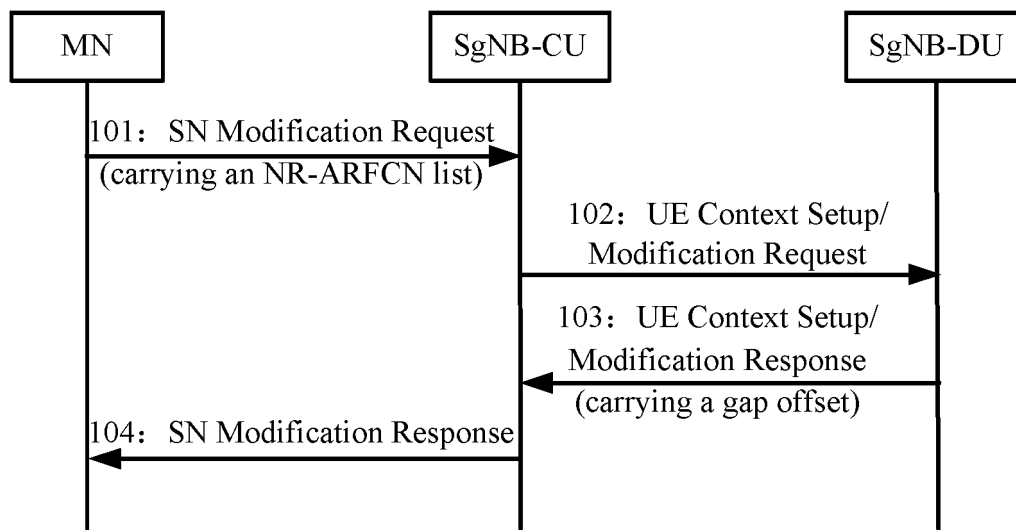 MN
SgNB-CU
SgNB-DU
101： SN Modification Request
(carrying an NR-ARFCN list)
102： UE Context Setup/
Modification Request
103： UE Context Setup/
Modification Response
(carrying a gap offset)
104： SN Modification Response